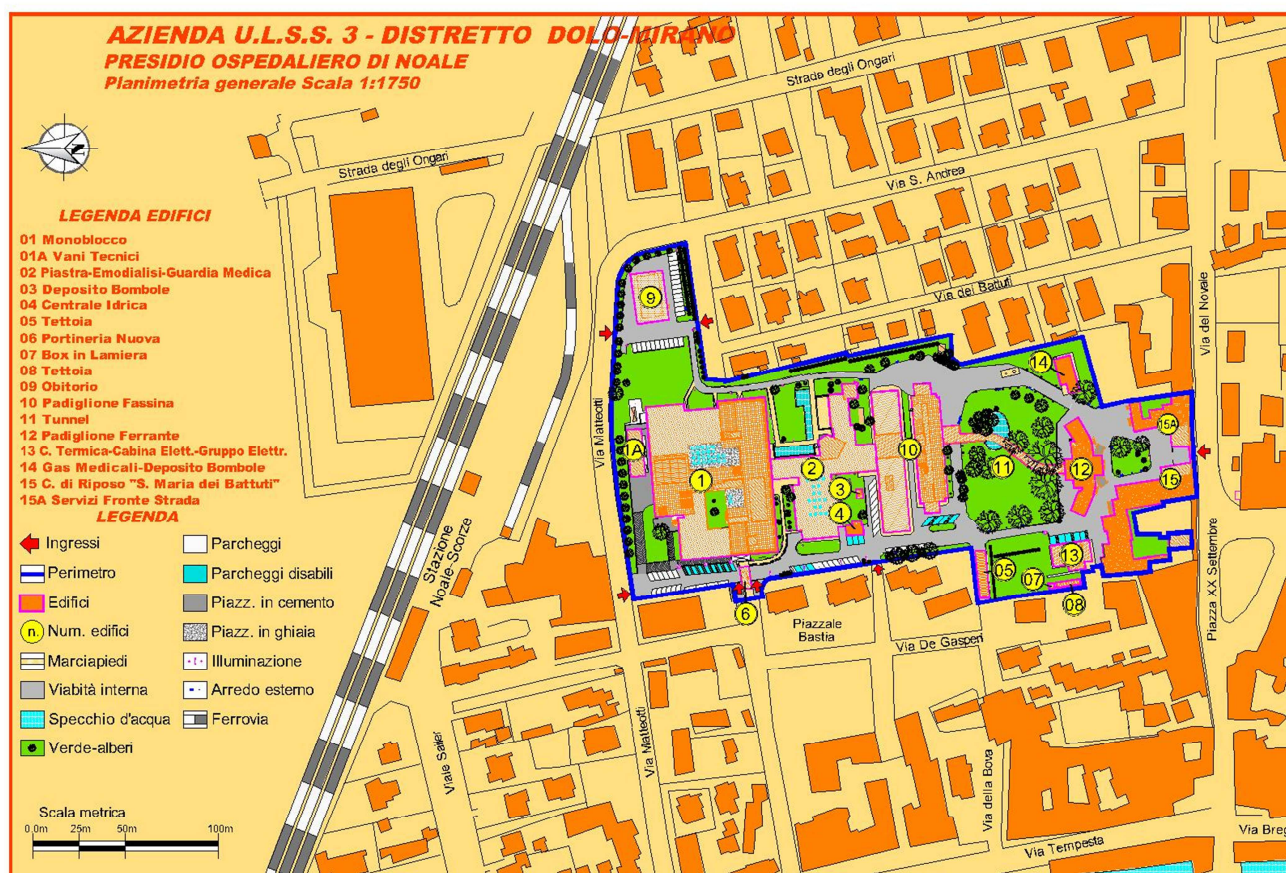 AZIENDA U.L.S.S. 3 - DISTRETTO DOLO-MIRANO
PRESIDIO OSPEDALIERO DI NOALE
Planimetria generale Scala 1:1750
N
LEGENDA EDIFICI
01 Monoblocco
01A Vani Tecnici
02 Piastra-Emodialisi-Guardia Medica
03 Deposito Bombole
04 Centrale Idrica
05 Tettoia
06 Portineria Nuova
07 Box in Lamiera
08 Tettoia
09 Obitorio
10 Padiglione Fassina
11 Tunnel
12 Padiglione Ferrante
13 C. Termica-Cabina Elett.-Gruppo Elettr.
14 Gas Medicali-Deposito Bombole
15 C. di Riposo "S. Maria dei Battuti"
15A Servizi Fronte Strada
LEGENDA
Ingressi
Perimetro
Edifici
n. Num. edifici
Marciapiedi
Viabità interna
Specchio d'acqua
Verde-alberi
Parcheggi
Parcheggi disabili
Piazz. in cemento
Piazz. in ghiaia
Illuminazione
Arredo esterno
Ferrovia
Scala metrica
0.0m 25m 50m 100m
Strada degli Ongari
Strada degli Ongari
Via S. Andrea
Via dei Battuti
Via del Novale
Via Matteotti
Stazione
Noale-Scorze
9
14
15A
1A
1
2
3
4
10
11
12
15
13
05
07
08
6
Piazzale
Bastia
Via De Gasperi
Piazza XX Settembre
Viale Sailer
Via Matteotti
Via della Bova
Via Tempesta
Via Breg